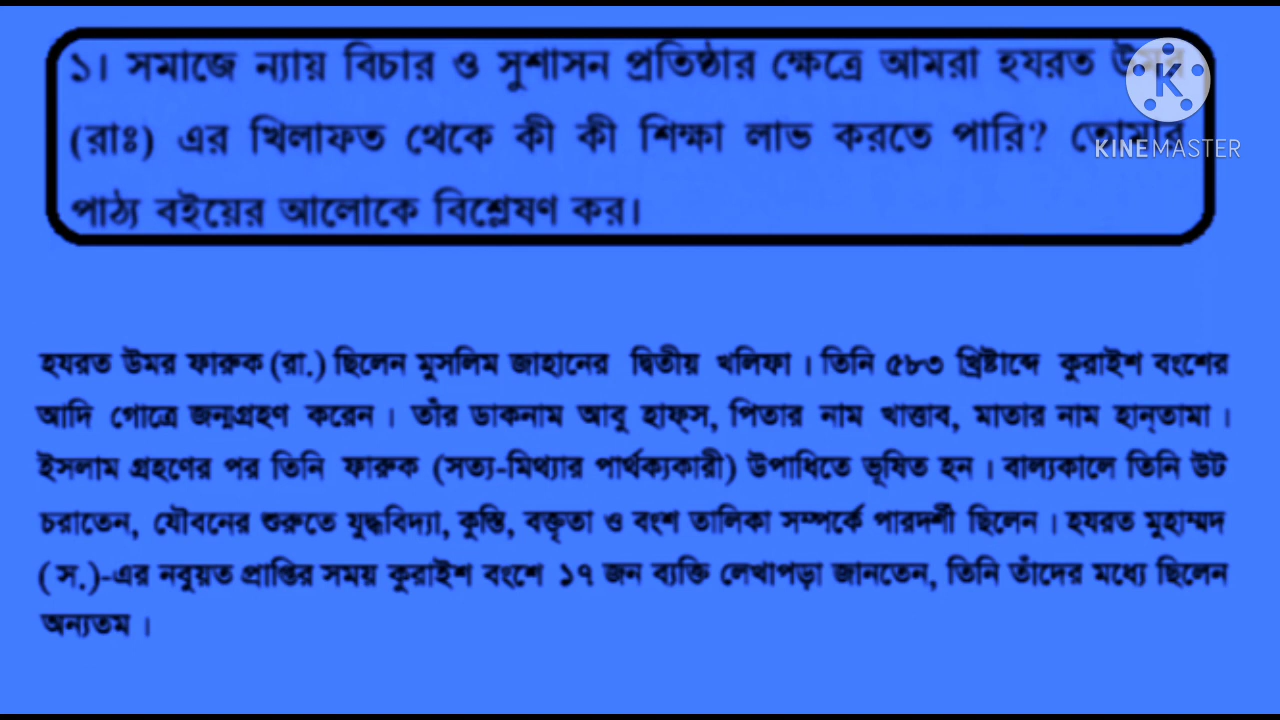 ১। সমাজে ন্যায় বিচার ও সুশাসন প্রতিষ্ঠার ক্ষেত্রে আমরা হযরত উমর
(রাঃ) এর খিলাফত থেকে কী কী শিক্ষা লাভ করতে পারি? তোমার
পাঠ্য বইয়ের আলোকে বিশ্লেষণ কর।
K
KINEMASTER
হযরত উমর ফারুক (রা.) ছিলেন মুসলিম জাহানের দ্বিতীয় খলিফা । তিনি ৫৮৩ খ্রিষ্টাব্দে কুরাইশ বংশের
আদি গোত্রে জন্মগ্রহণ করেন । তাঁর ডাকনাম আবু হাফ্স, পিতার নাম খাত্তাব, মাতার নাম হান্তামা ।
ইসলাম গ্রহণের পর তিনি ফারুক (সত্য-মিথ্যার পার্থক্যকারী) উপাধিতে ভূষিত হন । বাল্যকালে তিনি উট
চরাতেন, যৌবনের শুরুতে যুদ্ধবিদ্যা, কুস্তি, বক্তৃতা ও বংশ তালিকা সম্পর্কে পারদর্শী ছিলেন । হযরত মুহাম্মদ
(স.)-এর নবুয়ত প্রাপ্তির সময় কুরাইশ বংশে ১৭ জন ব্যক্তি লেখাপড়া জানতেন, তিনি তাঁদের মধ্যে ছিলেন
অন্যতম ।